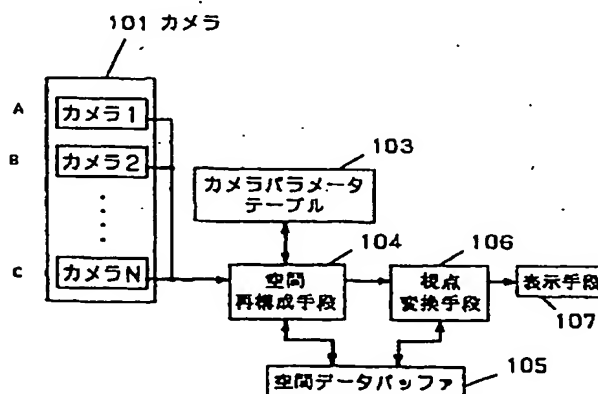 101 カメラ
A
カメラ1
B
カメラ2
C
カメラN
103
カメラパラメータ
テーブル
104
空間
再構成手段
106
視点
変換手段
表示手段
107
105
空間データバッファ